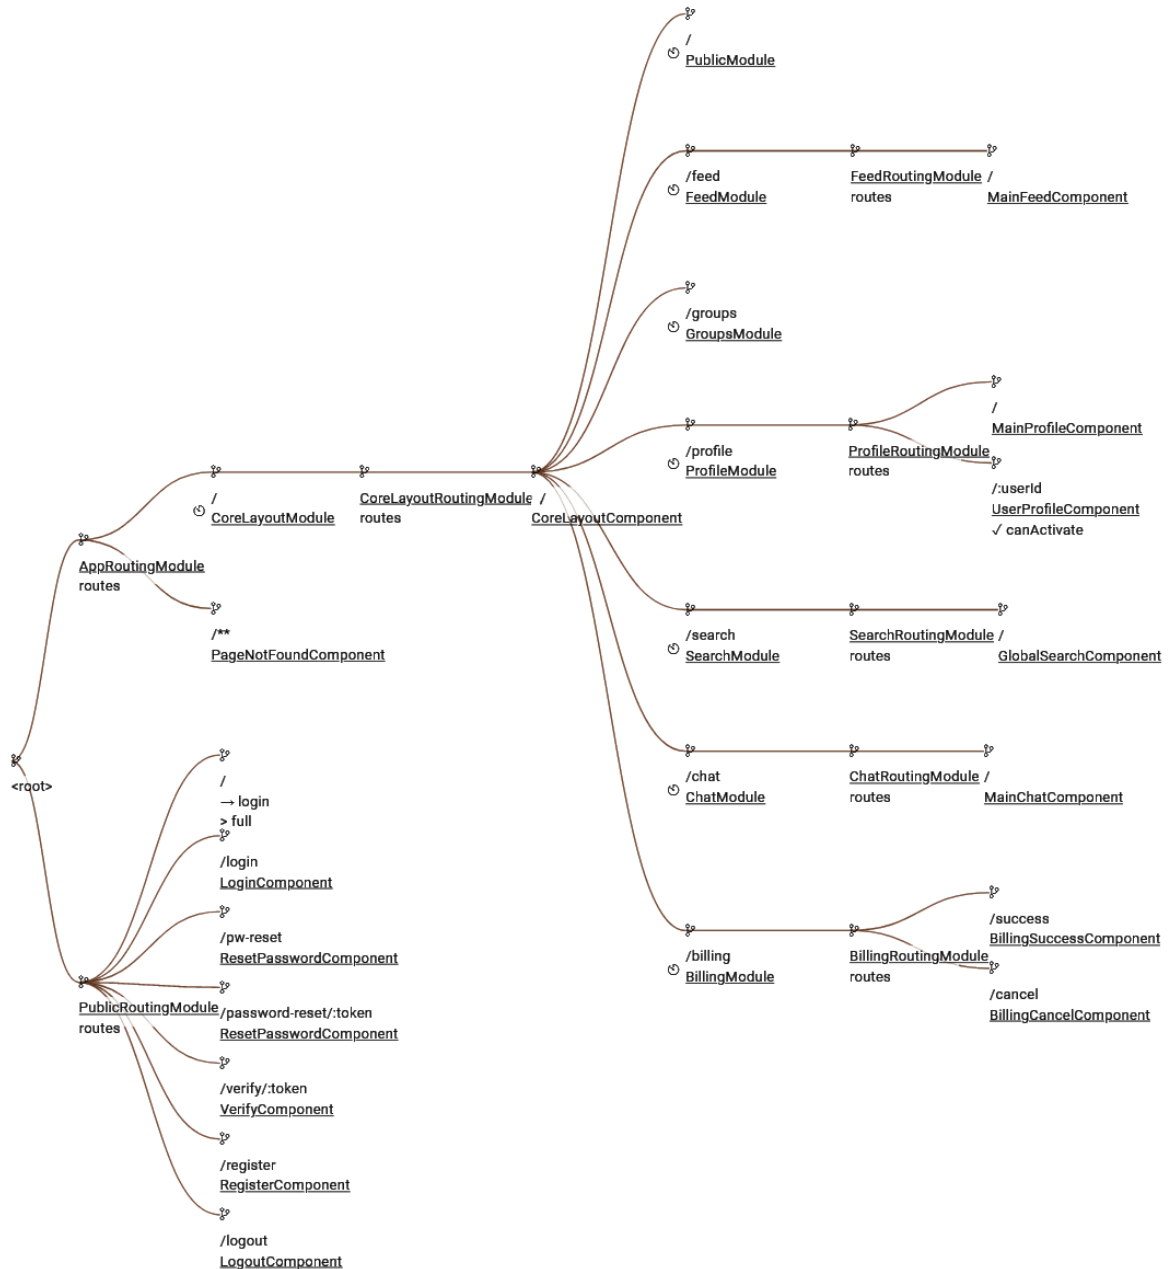 /
PublicModule
/feed
FeedModule
FeedRoutingModule
routes
/
MainFeedComponent
/groups
GroupsModule
/profile
ProfileModule
ProfileRoutingModule
routes
/
MainProfileComponent
/:userId
UserProfileComponent
✓ canActivate
/
CoreLayoutModule
CoreLayoutRoutingModule
routes
/
CoreLayoutComponent
AppRoutingModule
routes
/**
PageNotFoundComponent
/search
SearchModule
SearchRoutingModule
routes
/
GlobalSearchComponent
<root>
/
→ login
> full
/login
LoginComponent
/pw-reset
ResetPasswordComponent
PublicRoutingModule
routes
/password-reset/:token
ResetPasswordComponent
/verify/:token
VerifyComponent
/register
RegisterComponent
/logout
LogoutComponent
/chat
ChatModule
ChatRoutingModule
routes
/
MainChatComponent
/billing
BillingModule
BillingRoutingModule
routes
/success
BillingSuccessComponent
/cancel
BillingCancelComponent